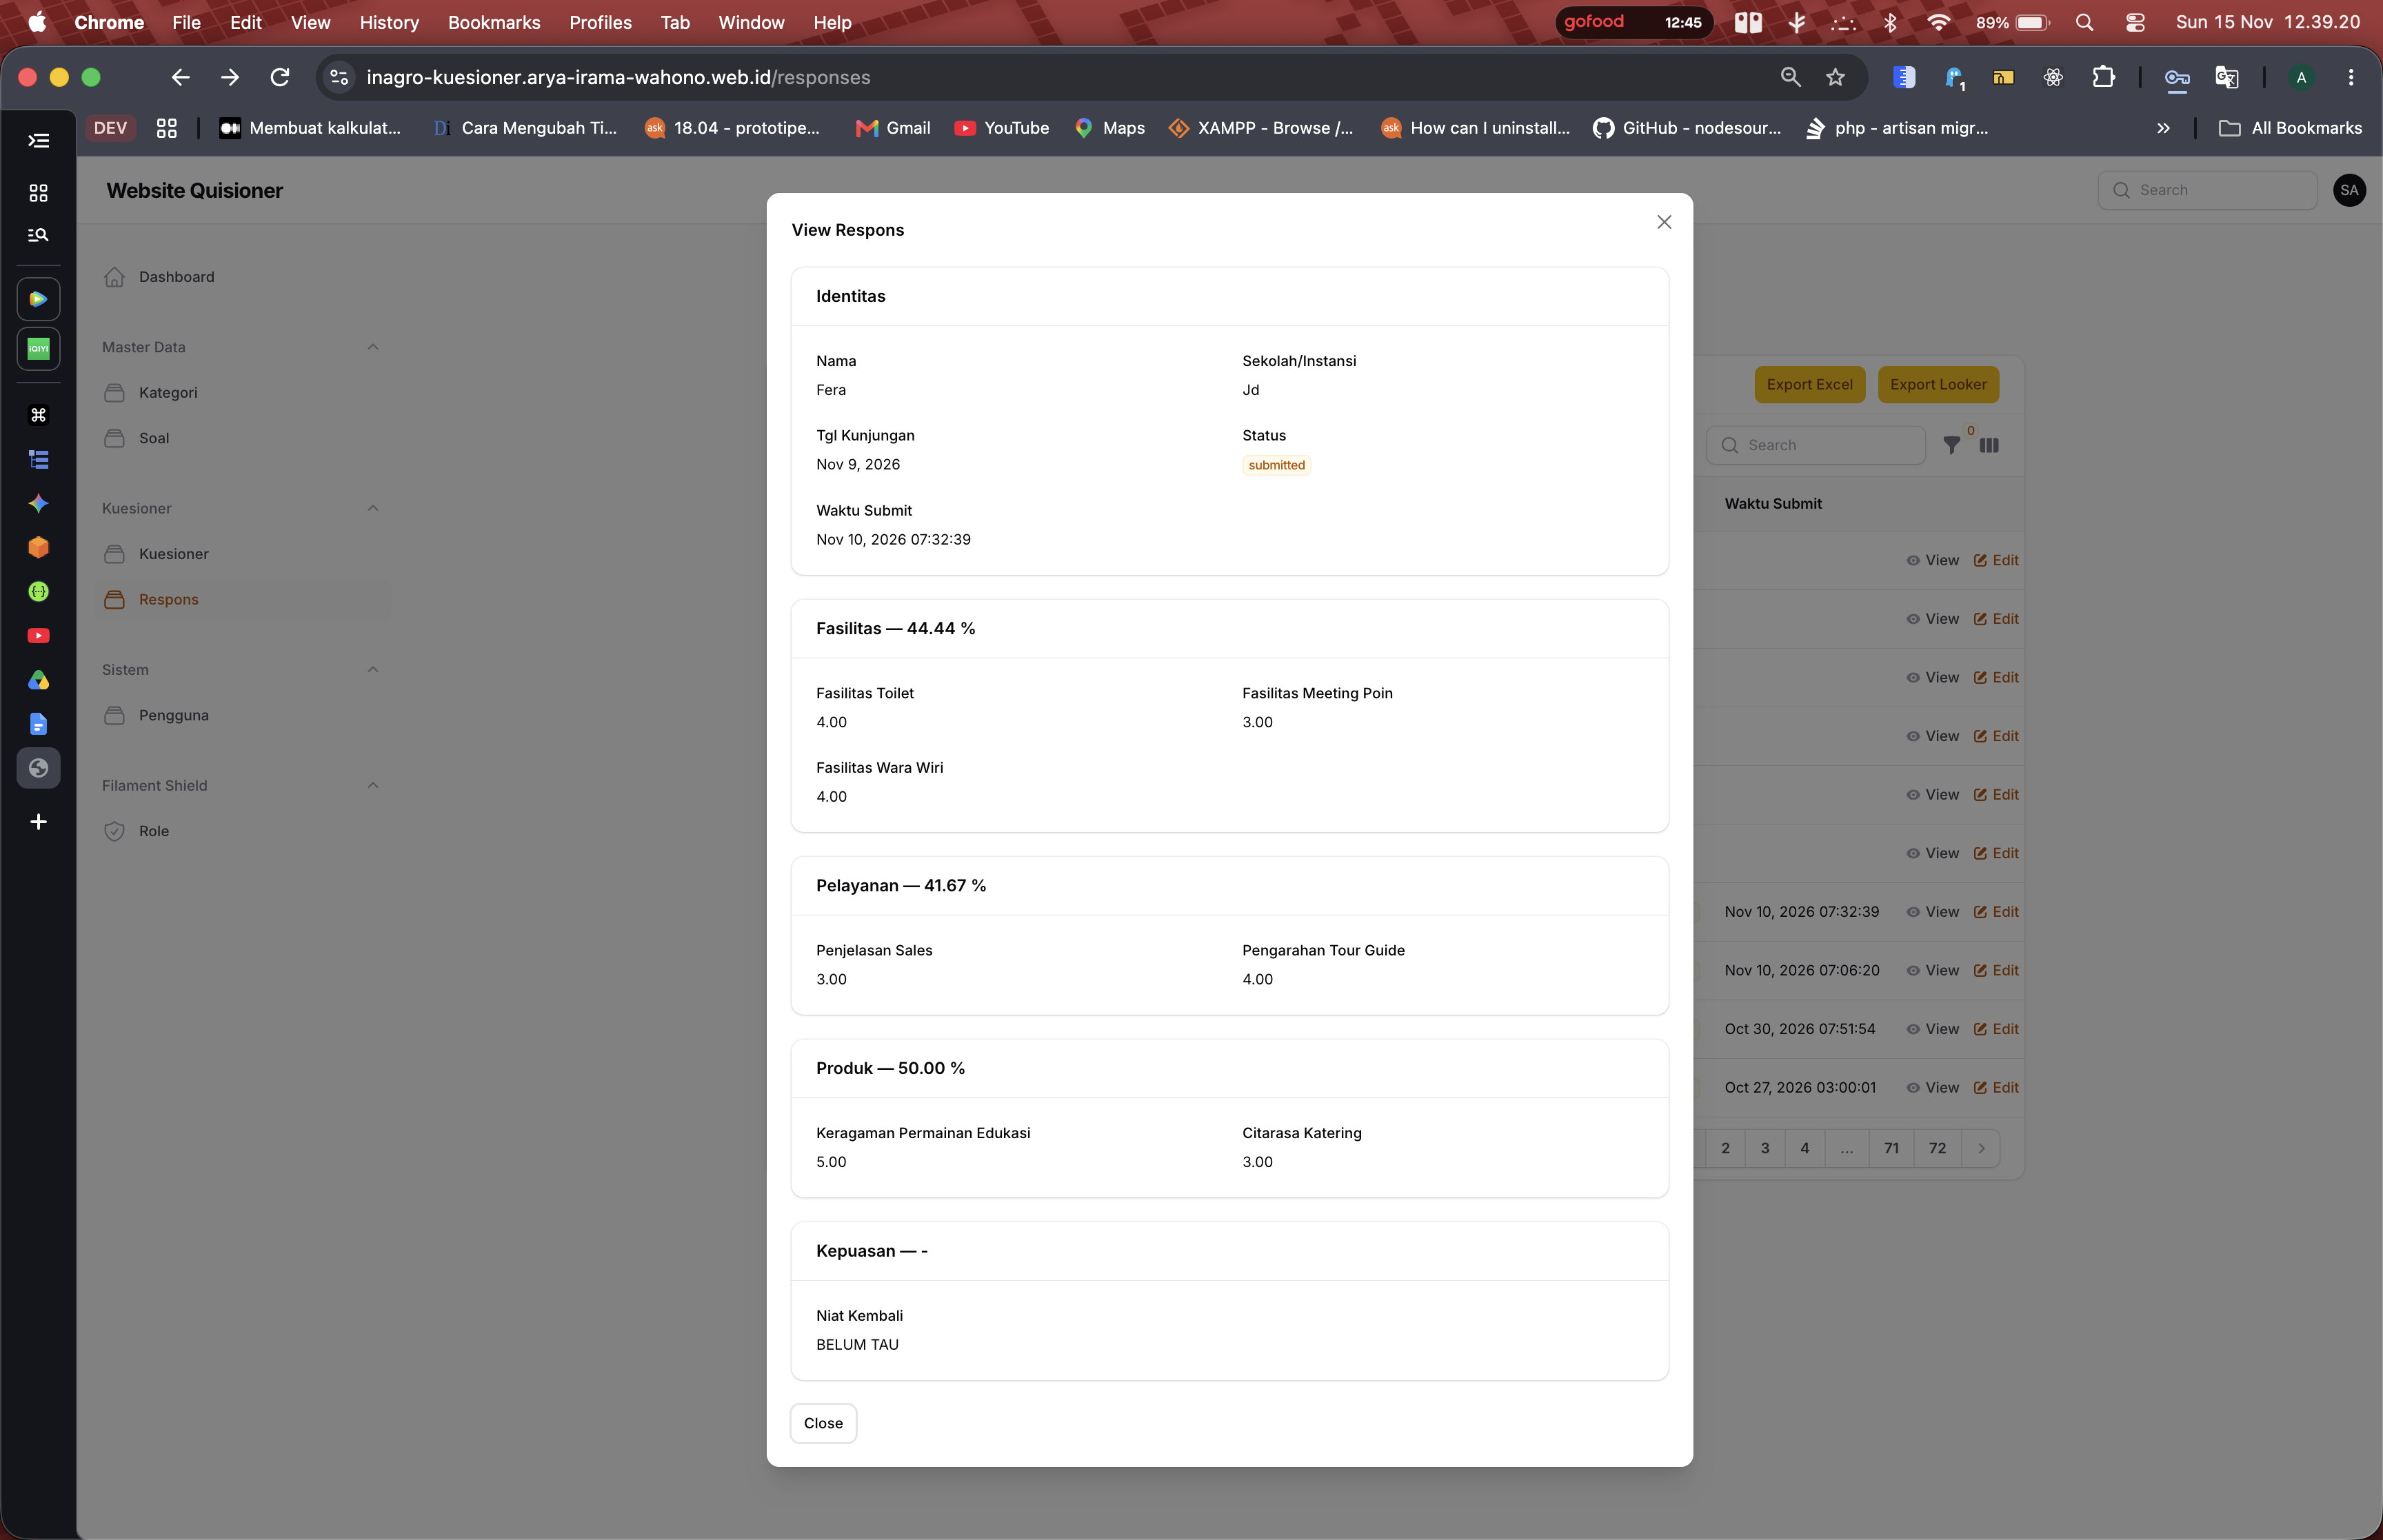 Chrome File Edit View History Bookmarks Profiles Tab Window Help gofood 12:45 89% Sun 15 Nov 12.39.20
inagro-kuesioner.arya-irama-wahono.web.id/responses 1 A
DEV Membuat kalkulat... Di Cara Mengubah Ti... ask 18.04 - prototipe... Gmail YouTube Maps XAMPP - Browse /... ask How can I uninstall... GitHub - nodesour... php - artisan migr... » All Bookmarks
Website Quisioner
Search
SA
Dashboard
Master Data
Kategori
Soal
Kuesioner
Kuesioner
Respons
Sistem
Pengguna
Filament Shield
Role
iQIYI
View Respons
Identitas
Nama Sekolah/Instansi
Fera Jd
Tgl Kunjungan Status
Nov 9, 2026 submitted
Waktu Submit
Nov 10, 2026 07:32:39
Fasilitas — 44.44 %
Fasilitas Toilet Fasilitas Meeting Poin
4.00 3.00
Fasilitas Wara Wiri
4.00
Pelayanan — 41.67 %
Penjelasan Sales Pengarahan Tour Guide
3.00 4.00
Produk — 50.00 %
Keragaman Permainan Edukasi Citarasa Katering
5.00 3.00
Kepuasan — -
Niat Kembali
BELUM TAU
Close
Export Excel Export Looker
Search 0
Waktu Submit
View Edit
View Edit
View Edit
View Edit
View Edit
View Edit
Nov 10, 2026 07:32:39 View Edit
Nov 10, 2026 07:06:20 View Edit
Oct 30, 2026 07:51:54 View Edit
Oct 27, 2026 03:00:01 View Edit
2 3 4 ... 71 72